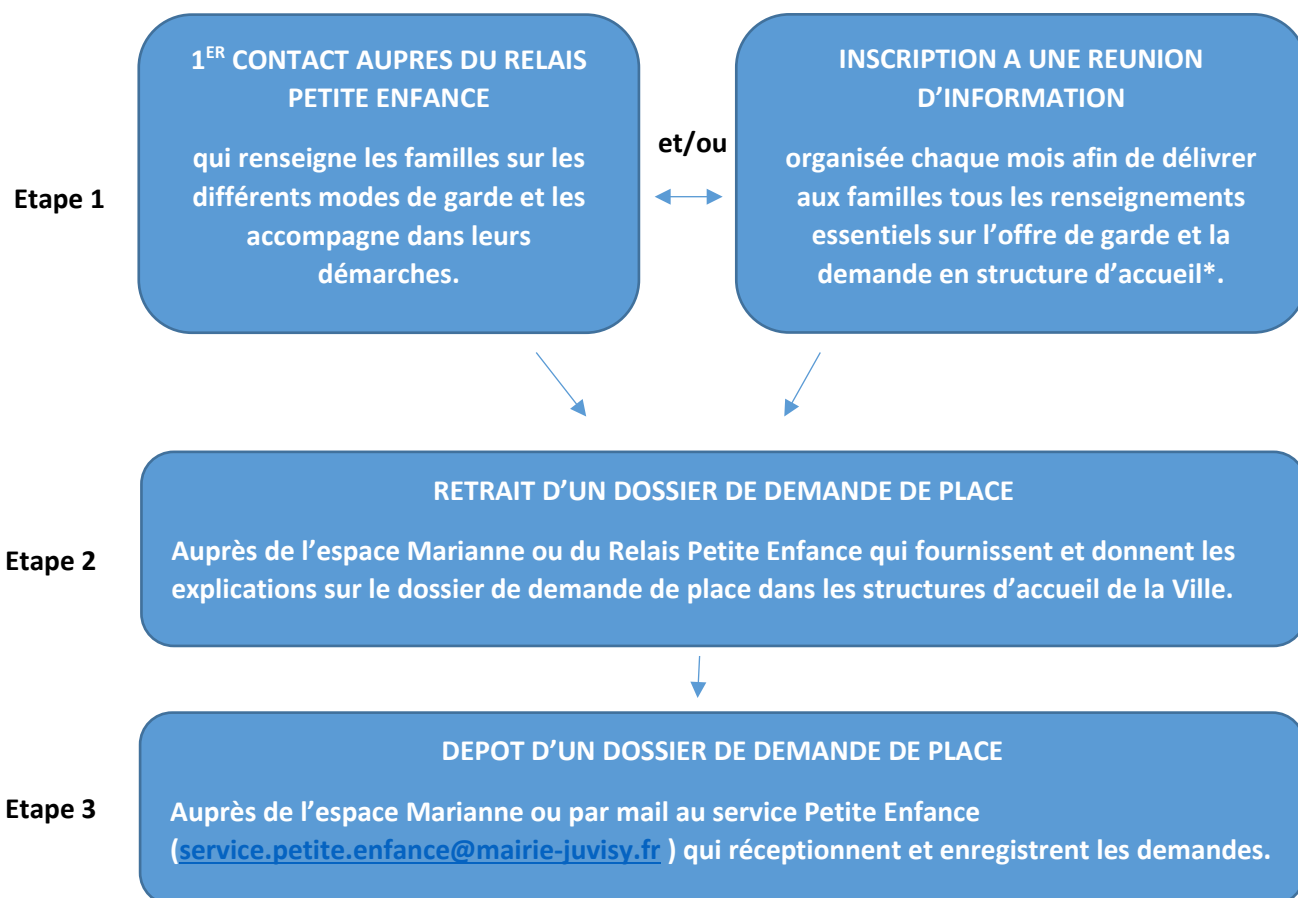 Etape 1
1ER CONTACT AUPRES DU RELAIS
PETITE ENFANCE
qui renseigne les familles sur les
différents modes de garde et les
accompagne dans leurs
démarches.
et/ou
INSCRIPTION A UNE REUNION
D’INFORMATION
organisée chaque mois afin de délivrer
aux familles tous les renseignements
essentiels sur l’offre de garde et la
demande en structure d’accueil*.
Etape 2
RETRAIT D’UN DOSSIER DE DEMANDE DE PLACE
Auprès de l’espace Marianne ou du Relais Petite Enfance qui fournissent et donnent les
explications sur le dossier de demande de place dans les structures d’accueil de la Ville.
Etape 3
DEPOT D’UN DOSSIER DE DEMANDE DE PLACE
Auprès de l’espace Marianne ou par mail au service Petite Enfance
(service.petite.enfance@mairie-juvisy.fr ) qui réceptionnent et enregistrent les demandes.